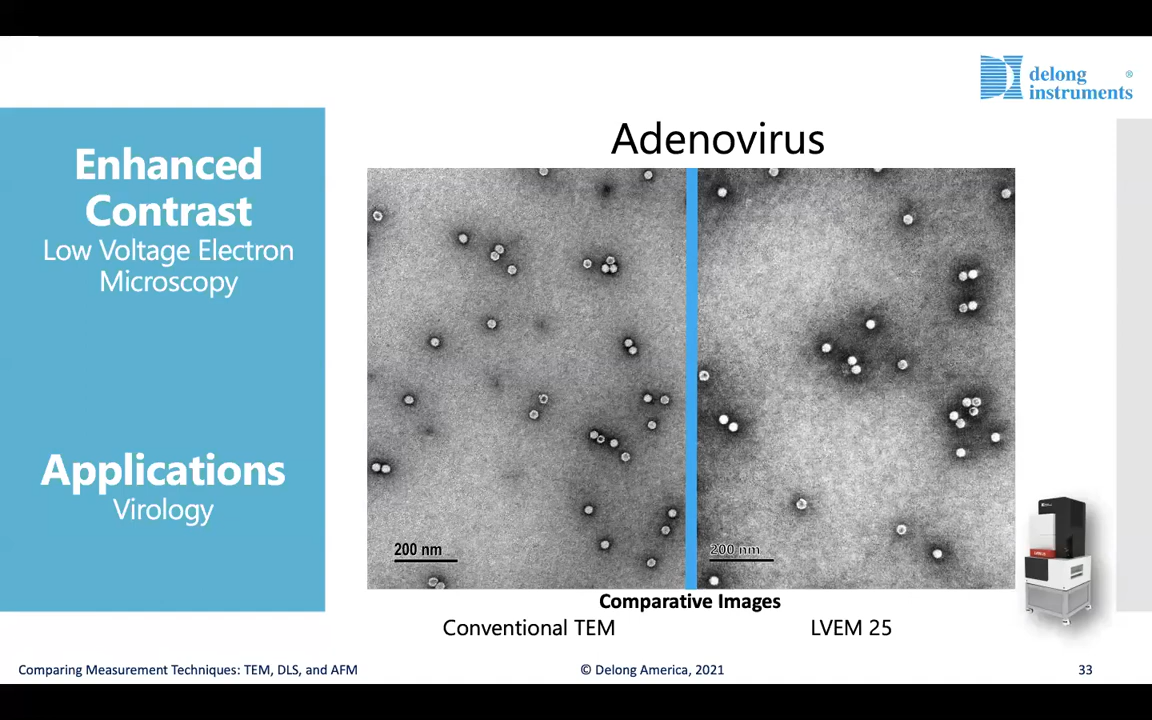 delong ®
instruments
Enhanced
Contrast
Low Voltage Electron
Microscopy
Applications
Virology
Adenovirus
200 nm
200 nm
Comparative Images
Conventional TEM
LVEM 25
Comparing Measurement Techniques: TEM, DLS, and AFM
© Delong America, 2021
33